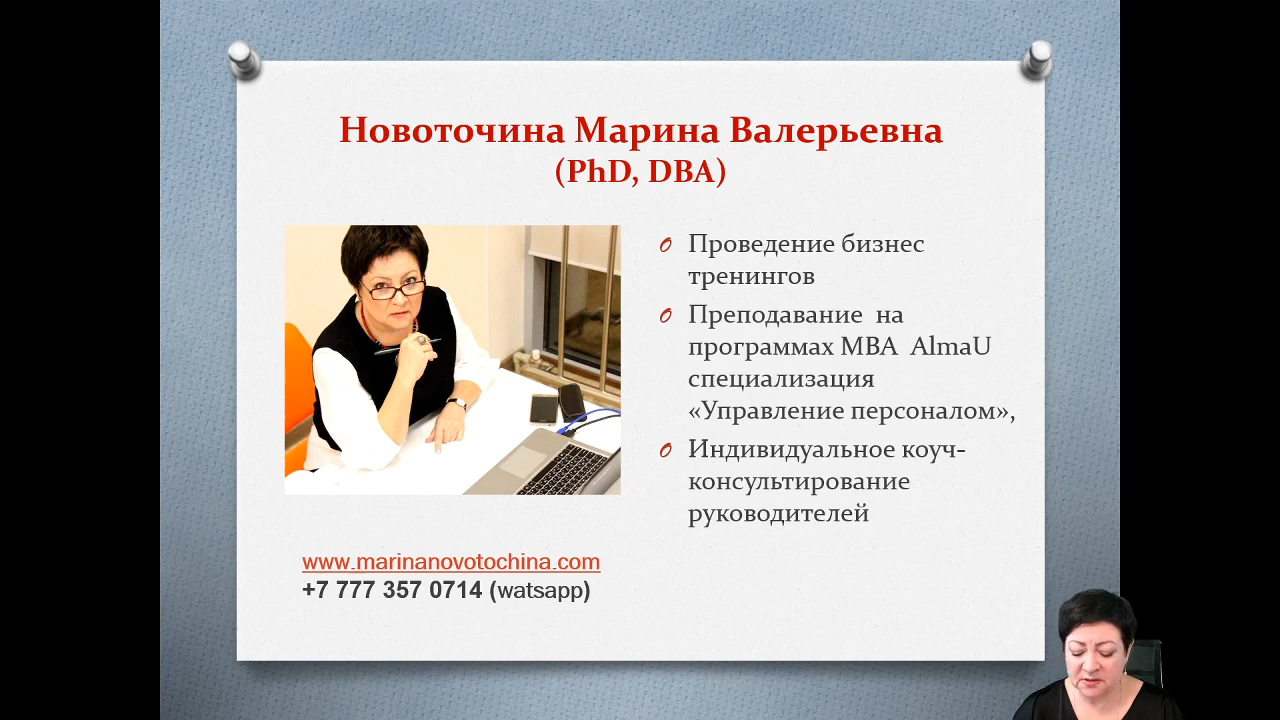 Новоточина Марина Валерьевна
(PhD, DBA)
Проведение бизнес
тренингов
Преподавание на
программах MBA AlmaU
специализация
«Управление персоналом»,
Индивидуальное коуч-
консультирование
руководителей
www.marinanovotochina.com
+7 777 357 0714 (watsapp)